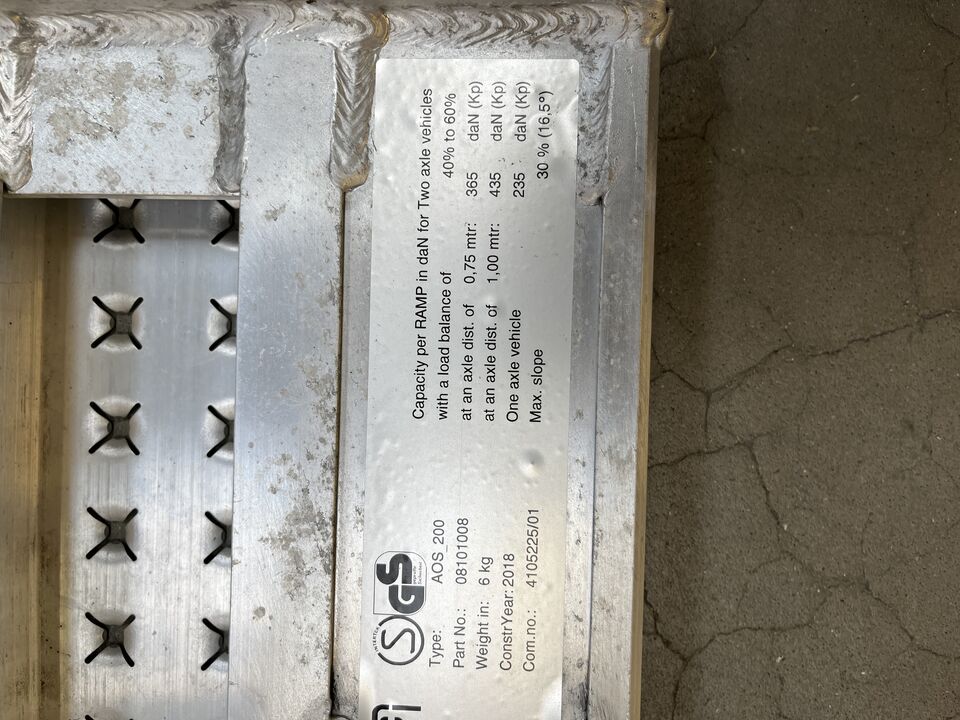 INTERTEK
S
GS
Type: AOS_200
Part No.: 08101008
Weight in: 6 kg
ConstrYear: 2018
Com.no.: 4105225/01
Capacity per RAMP in daN for Two axle vehicles
with a load balance of 40% to 60%
at an axle dist. of 0,75 mtr: 365 daN (Kp)
at an axle dist. of 1,00 mtr: 435 daN (Kp)
One axle vehicle 235 daN (Kp)
Max. slope 30 % (16,5°)